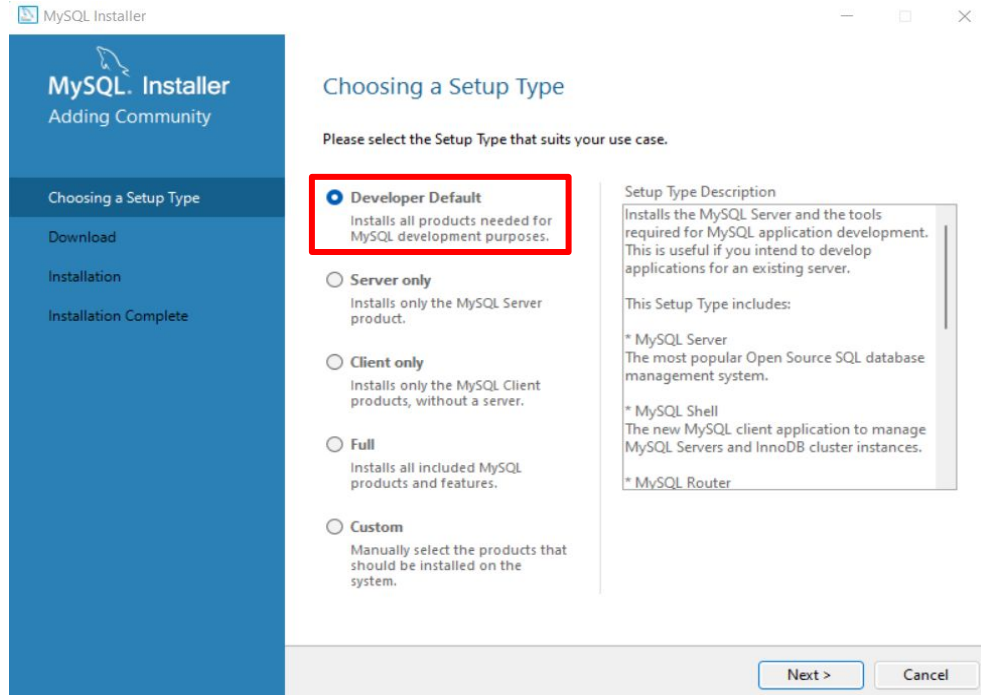 MySQL Installer
MySQL. Installer
Adding Community
Choosing a Setup Type
Download
Installation
Installation Complete
Choosing a Setup Type
Please select the Setup Type that suits your use case.
Developer Default
Installs all products needed for
MySQL development purposes.
Server only
Installs only the MySQL Server
product.
Client only
Installs only the MySQL Client
products, without a server.
Full
Installs all included MySQL
products and features.
Custom
Manually select the products that
should be installed on the
system.
Setup Type Description
Installs the MySQL Server and the tools
required for MySQL application development.
This is useful if you intend to develop
applications for an existing server.
This Setup Type includes:
* MySQL Server
The most popular Open Source SQL database
management system.
* MySQL Shell
The new MySQL client application to manage
MySQL Servers and InnoDB cluster instances.
* MySQL Router
Next >
Cancel